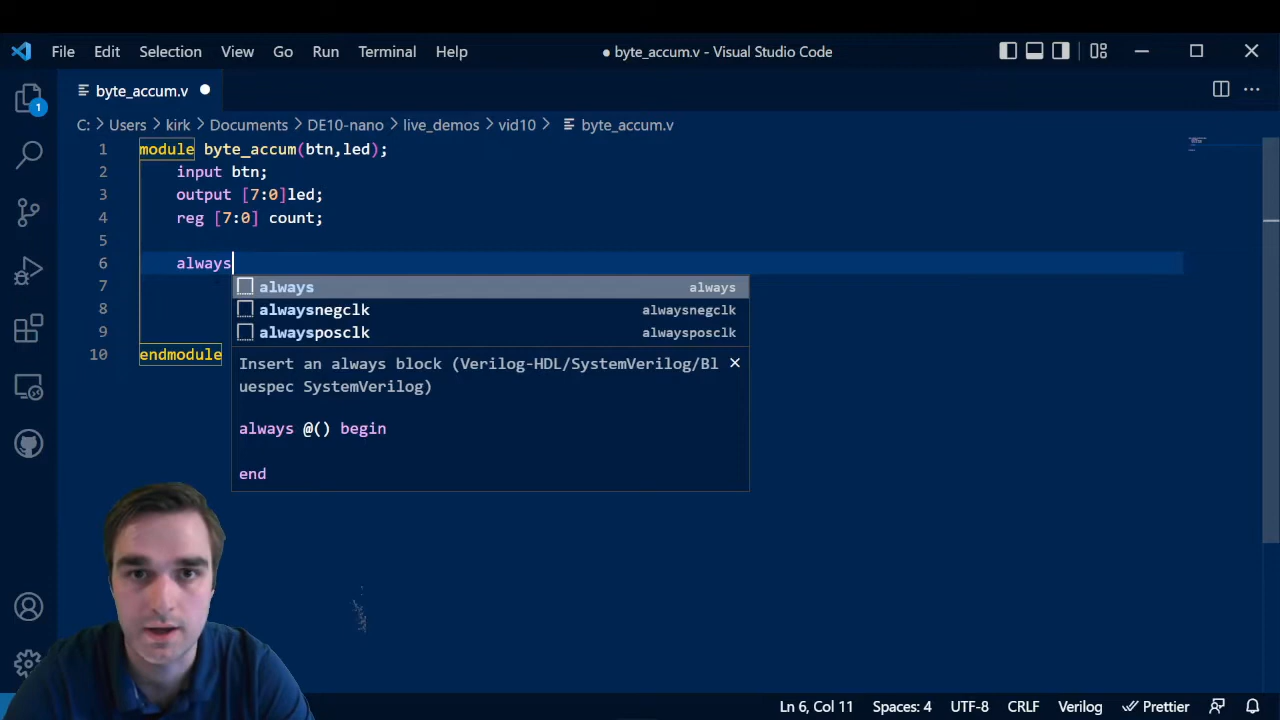 File Edit Selection View Go Run Terminal Help ● byte_accum.v - Visual Studio Code
byte_accum.v
C: > Users > kirk > Documents > DE10-nano > live_demos > vid10 > byte_accum.v
1
1 module byte_accum(btn,led);
2 input btn;
3 output [7:0]led;
4 reg [7:0] count;
5
6 always
7 always always
8 alwaysnegclk alwaysnegclk
9 alwaysposclk alwaysposclk
10 endmodule
Insert an always block (Verilog-HDL/SystemVerilog/Bl
uespec SystemVerilog)
always @() begin
end
Ln 6, Col 11 Spaces: 4 UTF-8 CRLF Verilog Prettier